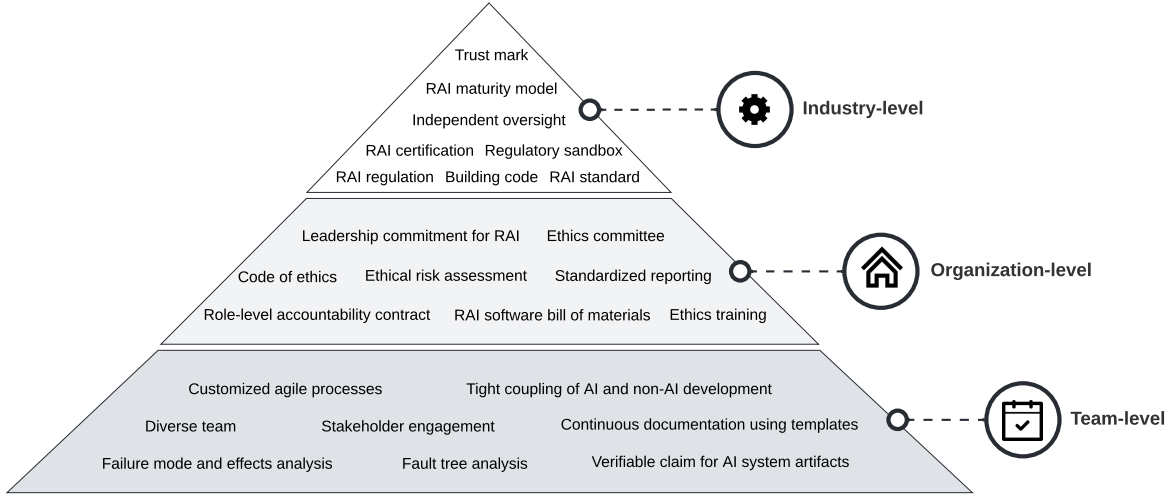 Trust mark
RAI maturity model
Independent oversight
RAI certification Regulatory sandbox
RAI regulation Building code RAI standard
Industry-level
Leadership commitment for RAI Ethics committee
Code of ethics Ethical risk assessment Standardized reporting
Role-level accountability contract RAI software bill of materials Ethics training
Organization-level
Customized agile processes Tight coupling of AI and non-AI development
Diverse team Stakeholder engagement Continuous documentation using templates
Failure mode and effects analysis Fault tree analysis Verifiable claim for AI system artifacts
Team-level